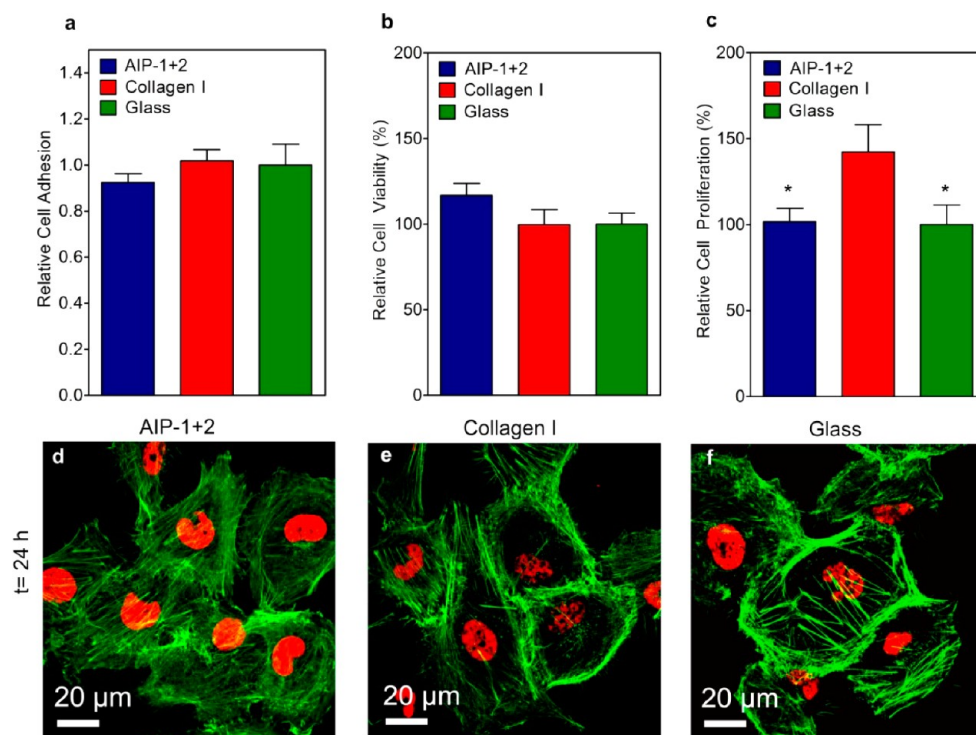 a
Relative Cell Adhesion
1.4
1.2
1.0
0.8
0.6
0.4
0.2
0.0
AIP-1+2
Collagen I
Glass
b
Relative Cell Viability (%)
200
150
100
50
0
AIP-1+2
Collagen I
Glass
c
Relative Cell Proliferation (%)
200
150
100
50
0
AIP-1+2
Collagen I
Glass
*
*
t= 24 h
AIP-1+2
d
20 µm
Collagen I
e
20 µm
Glass
f
20 µm